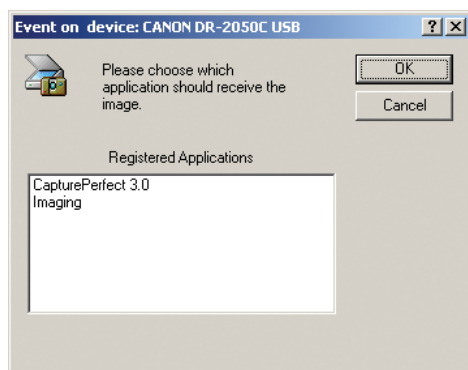 Event on device: CANON DR-2050C USB
Please choose which
application should receive the
image.
OK
Cancel
Registered Applications
CapturePerfect 3.0
Imaging